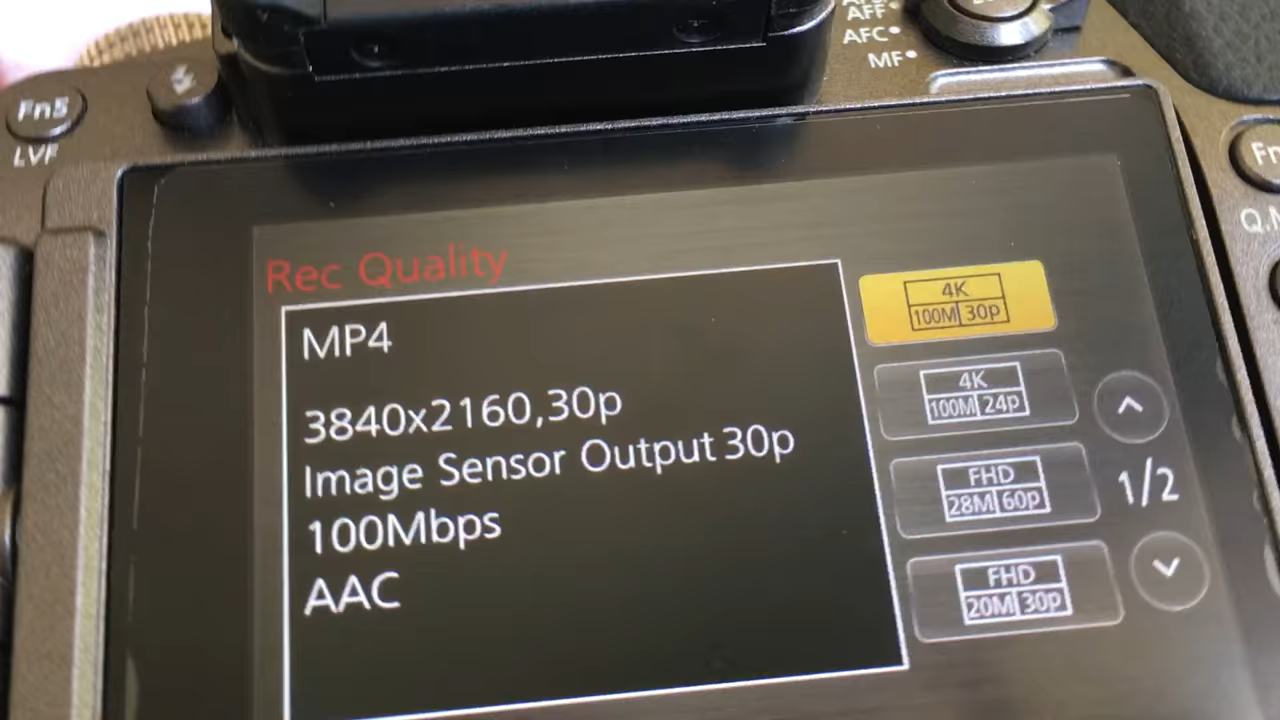 AFF
AFC
MF
Fn5
LVF
Fn
Rec Quality
MP4
3840x2160,30p
Image Sensor Output 30p
100Mbps
AAC
4K
100M 30p
4K
100M 24p
FHD
28M 60p
FHD
20M 30p
1/2